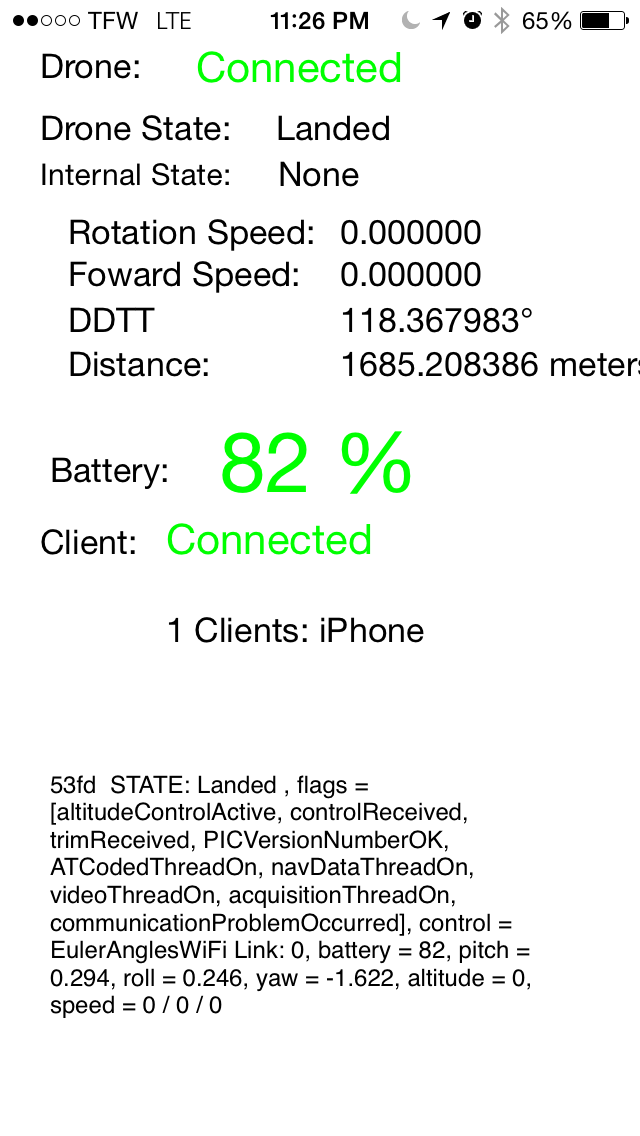 TFW LTE 11:26 PM 65%
Drone: Connected
Drone State: Landed
Internal State: None
Rotation Speed: 0.000000
Foward Speed: 0.000000
DDTT 118.367983°
Distance: 1685.208386 meters
Battery: 82 %
Client: Connected
1 Clients: iPhone
53fd STATE: Landed , flags =
[altitudeControlActive, controlReceived,
trimReceived, PICVersionNumberOK,
ATCodedThreadOn, navDataThreadOn,
videoThreadOn, acquisitionThreadOn,
communicationProblemOccurred], control =
EulerAnglesWiFi Link: 0, battery = 82, pitch =
0.294, roll = 0.246, yaw = -1.622, altitude = 0,
speed = 0 / 0 / 0